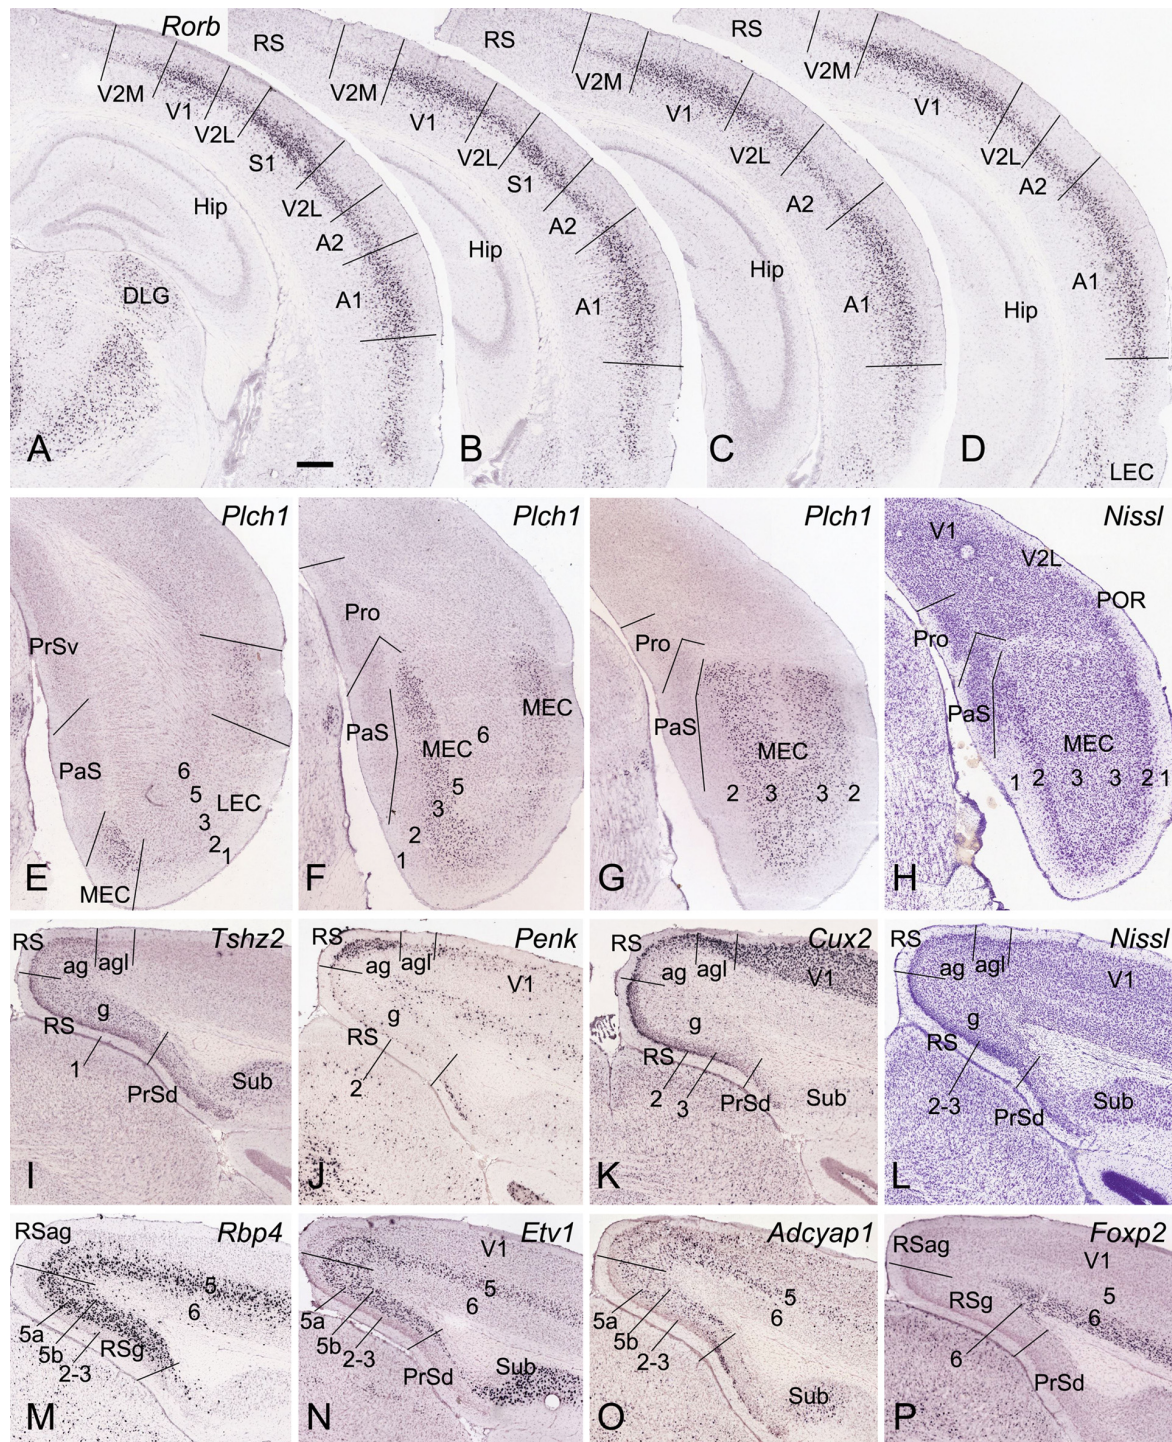 Rorb
RS
RS
RS
V2M
V2M
V2M
V2M
V1
V1
V1
V1
V2L
V2L
V2L
V2L
S1
S1
A2
A2
V2L
A2
A2
Hip
Hip
Hip
Hip
DLG
A1
A1
A1
A1
A
B
C
D
LEC
Plch1
Plch1
Plch1
Nissl
V1
V2L
POR
Pro
Pro
Pro
PrSv
PaS
PaS
PaS
PaS
MEC
MEC
MEC
MEC
6
6
5
5
LEC
3
3
2
2
1
1
2 3 3 2
1 2 3 3 2 1
MEC
E
F
G
H
Tshz2
Penk
Cux2
Nissl
RS
RS
RS
RS
ag agl
ag agl
ag agl
ag agl
V1
V1
V1
g
g
g
g
RS
RS
RS
RS
1
2
2 3
2-3
PrSd
PrSd
PrSd
Sub
Sub
Sub
I
J
K
L
Rbp4
Etv1
Adcyap1
Foxp2
RSag
RSag
V1
V1
5
5
5
5
6
6
6
6
5a
5a
5a
5b
5b
5b
2-3
2-3
2-3
RSg
RSg
6
PrSd
PrSd
Sub
Sub
M
N
O
P